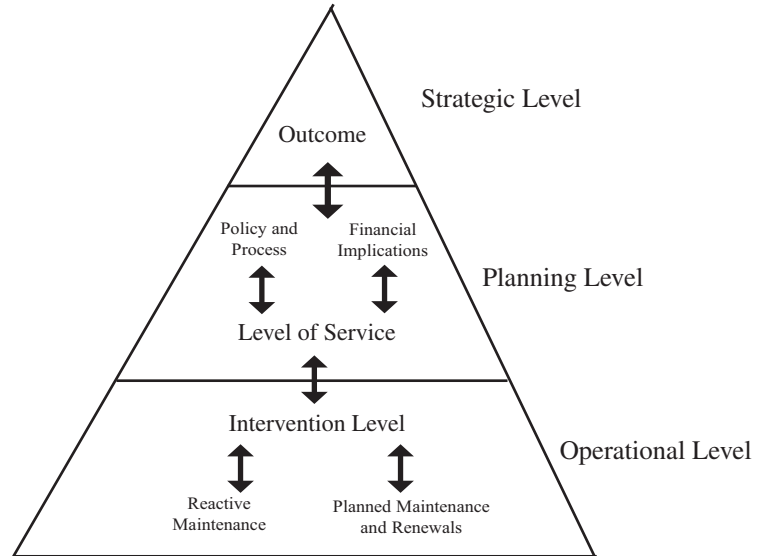 Strategic Level
Outcome
Policy and
Process
Financial
Implications
Planning Level
Level of Service
Intervention Level
Operational Level
Reactive
Maintenance
Planned Maintenance
and Renewals